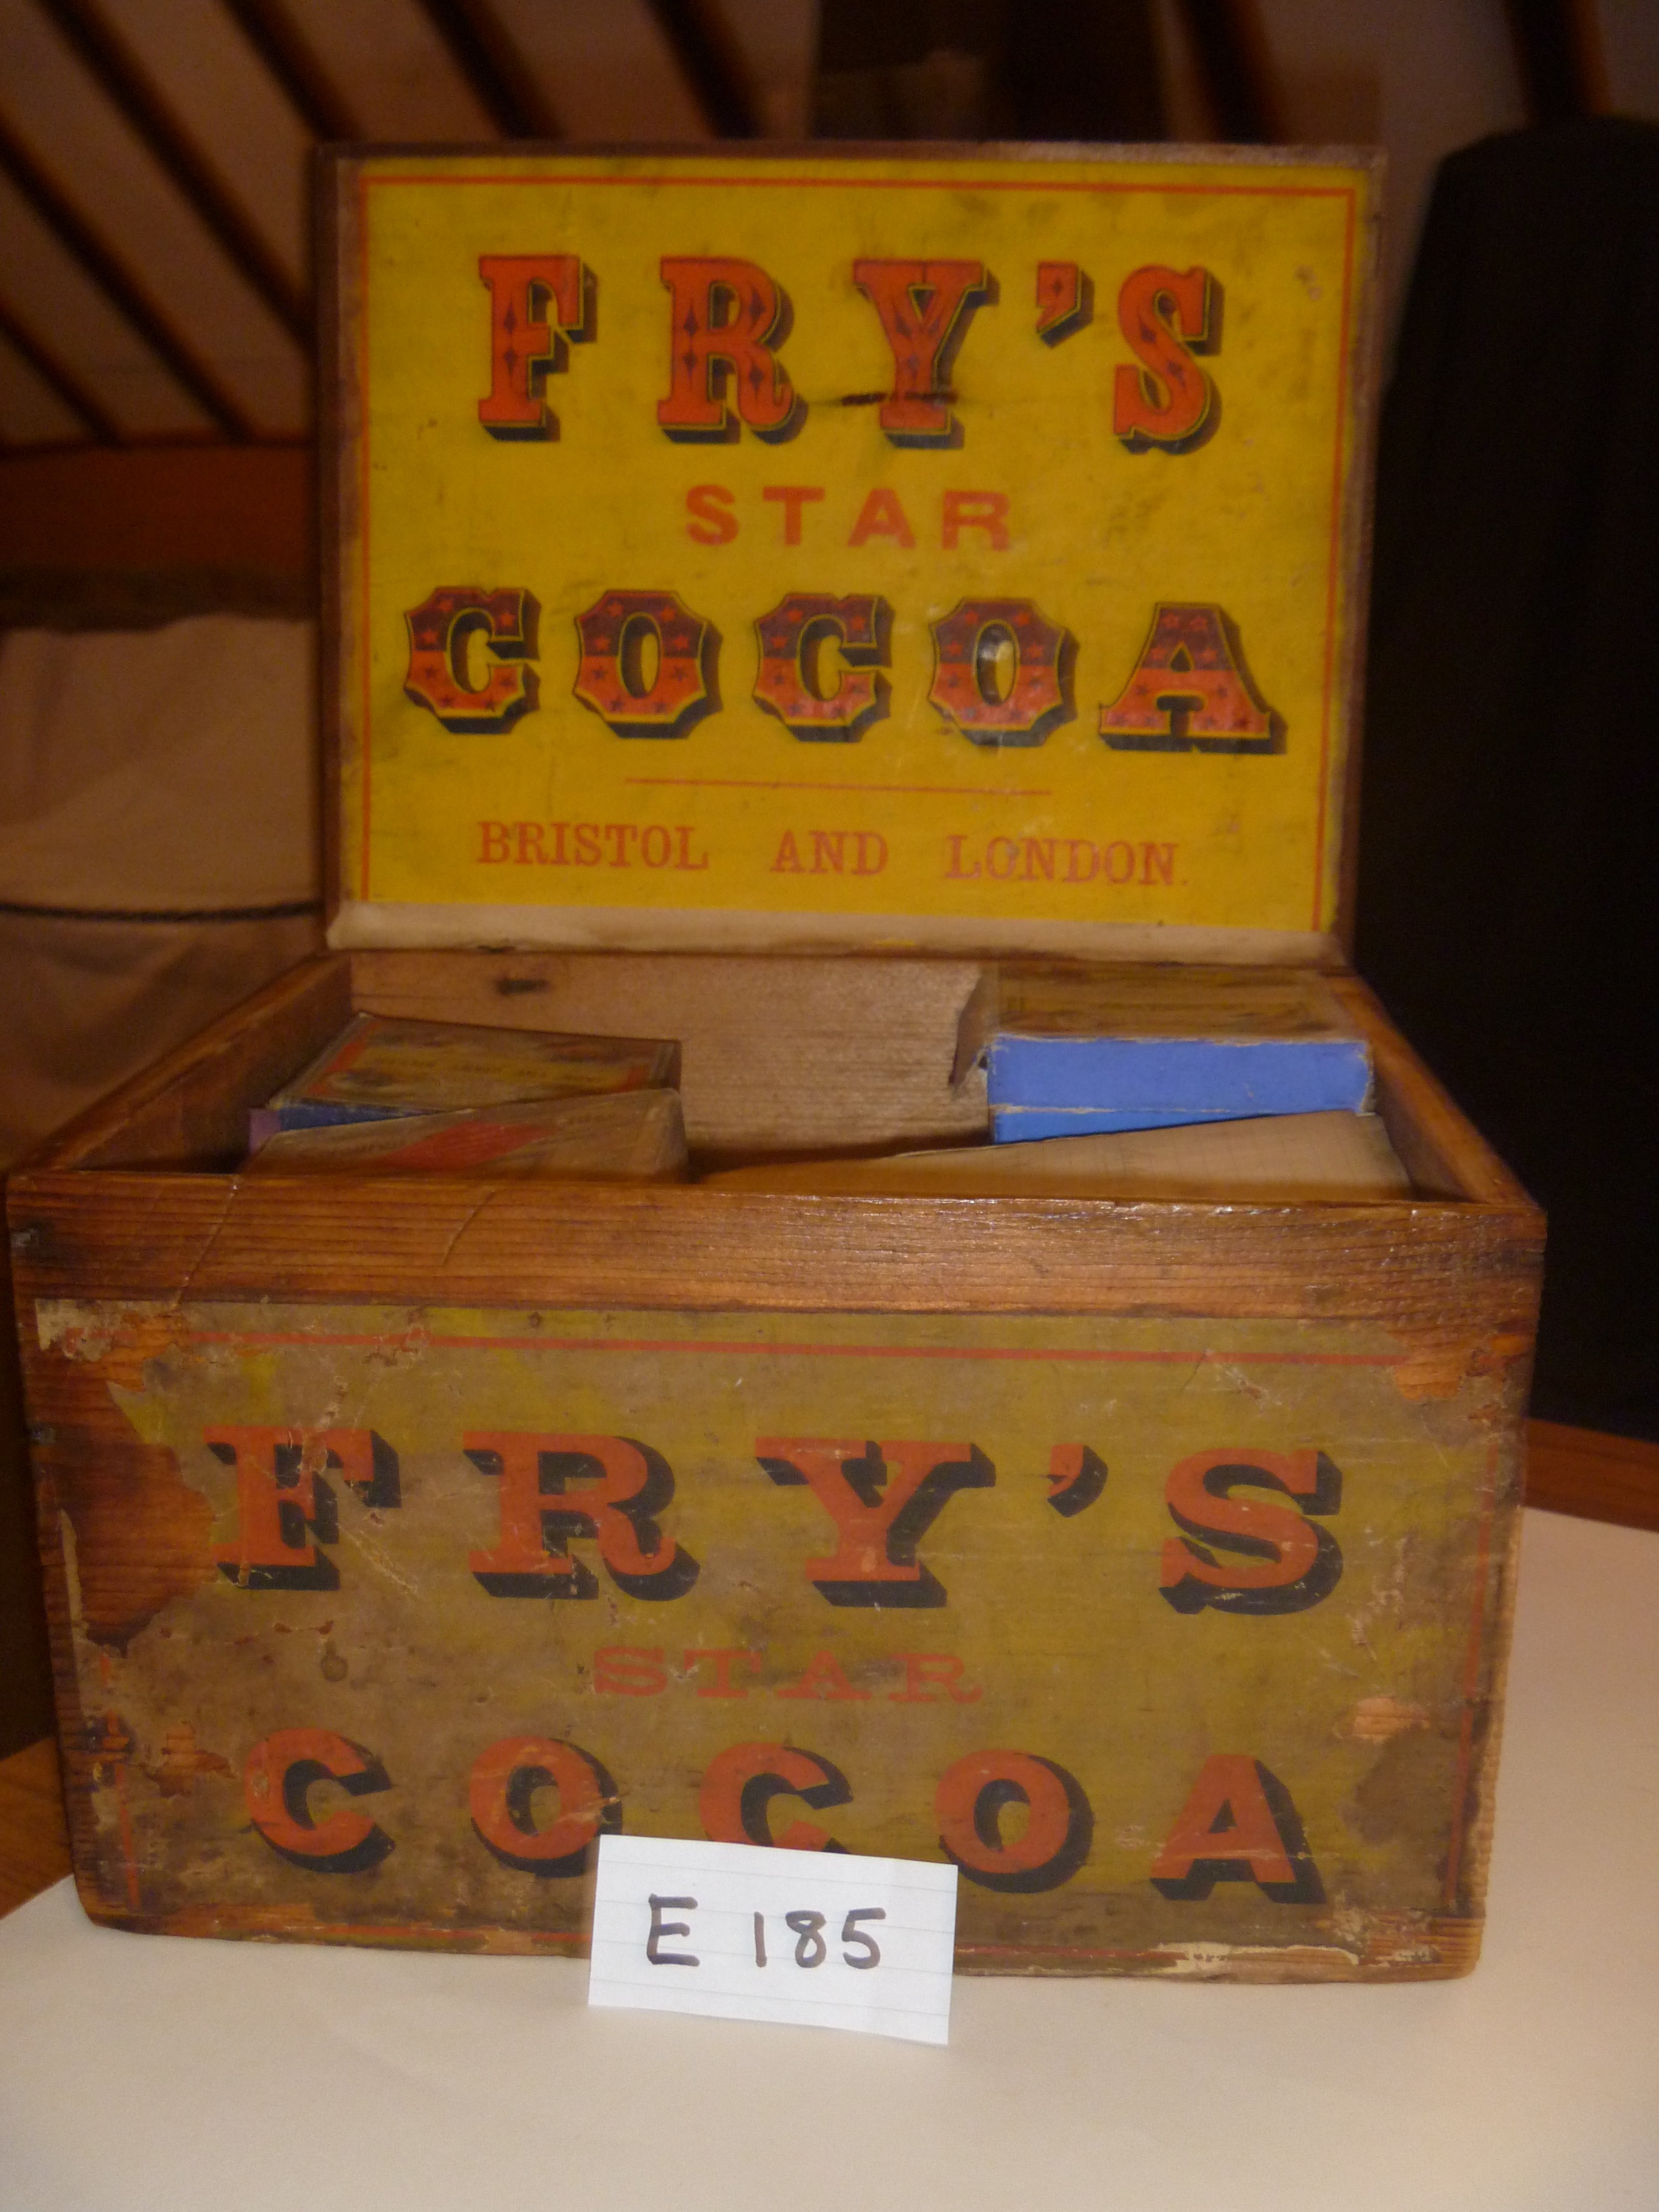 FRY'S
STAR
COCOA
BRISTOL AND LONDON.
FRY'S
STAR
COCOA
E 185